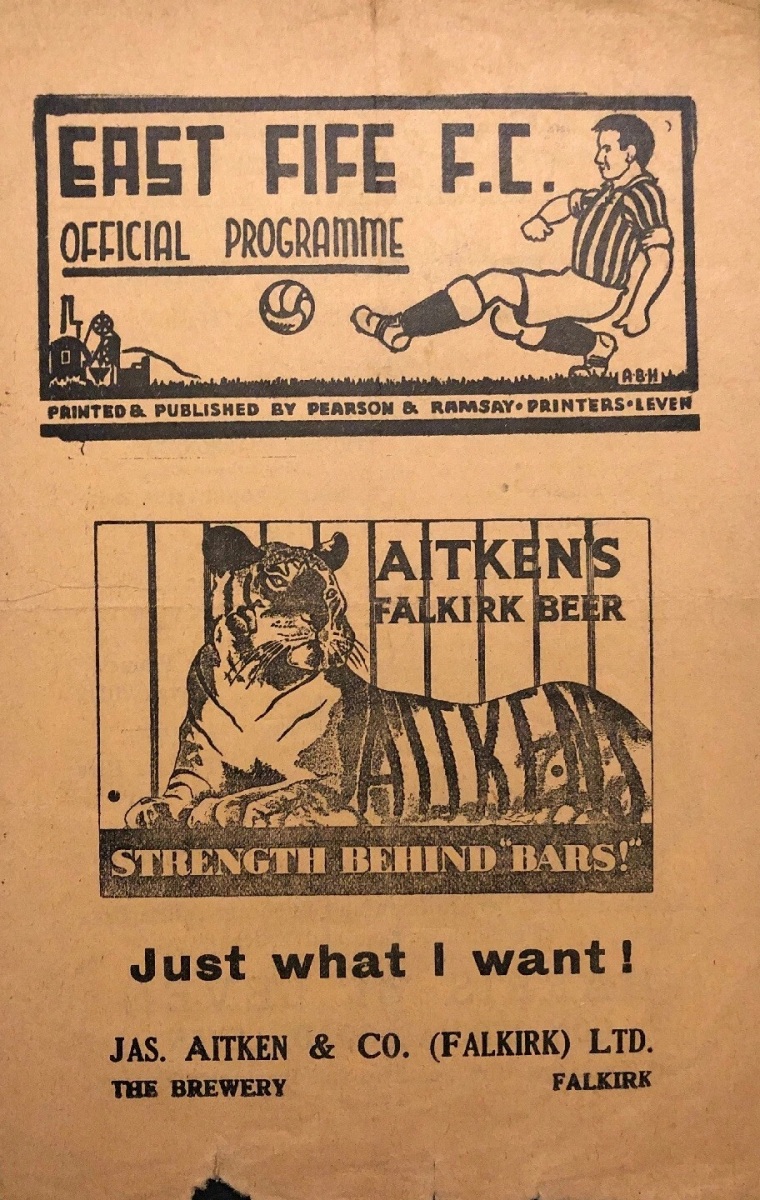 EAST FIFE F.C.
OFFICIAL PROGRAMME
A·B·H
PRINTED & PUBLISHED BY PEARSON & RAMSAY · PRINTERS · LEVEN
AITKEN'S
FALKIRK BEER
AITKENS
STRENGTH BEHIND "BARS!"
Just what I want!
JAS. AITKEN & CO. (FALKIRK) LTD.
THE BREWERY FALKIRK